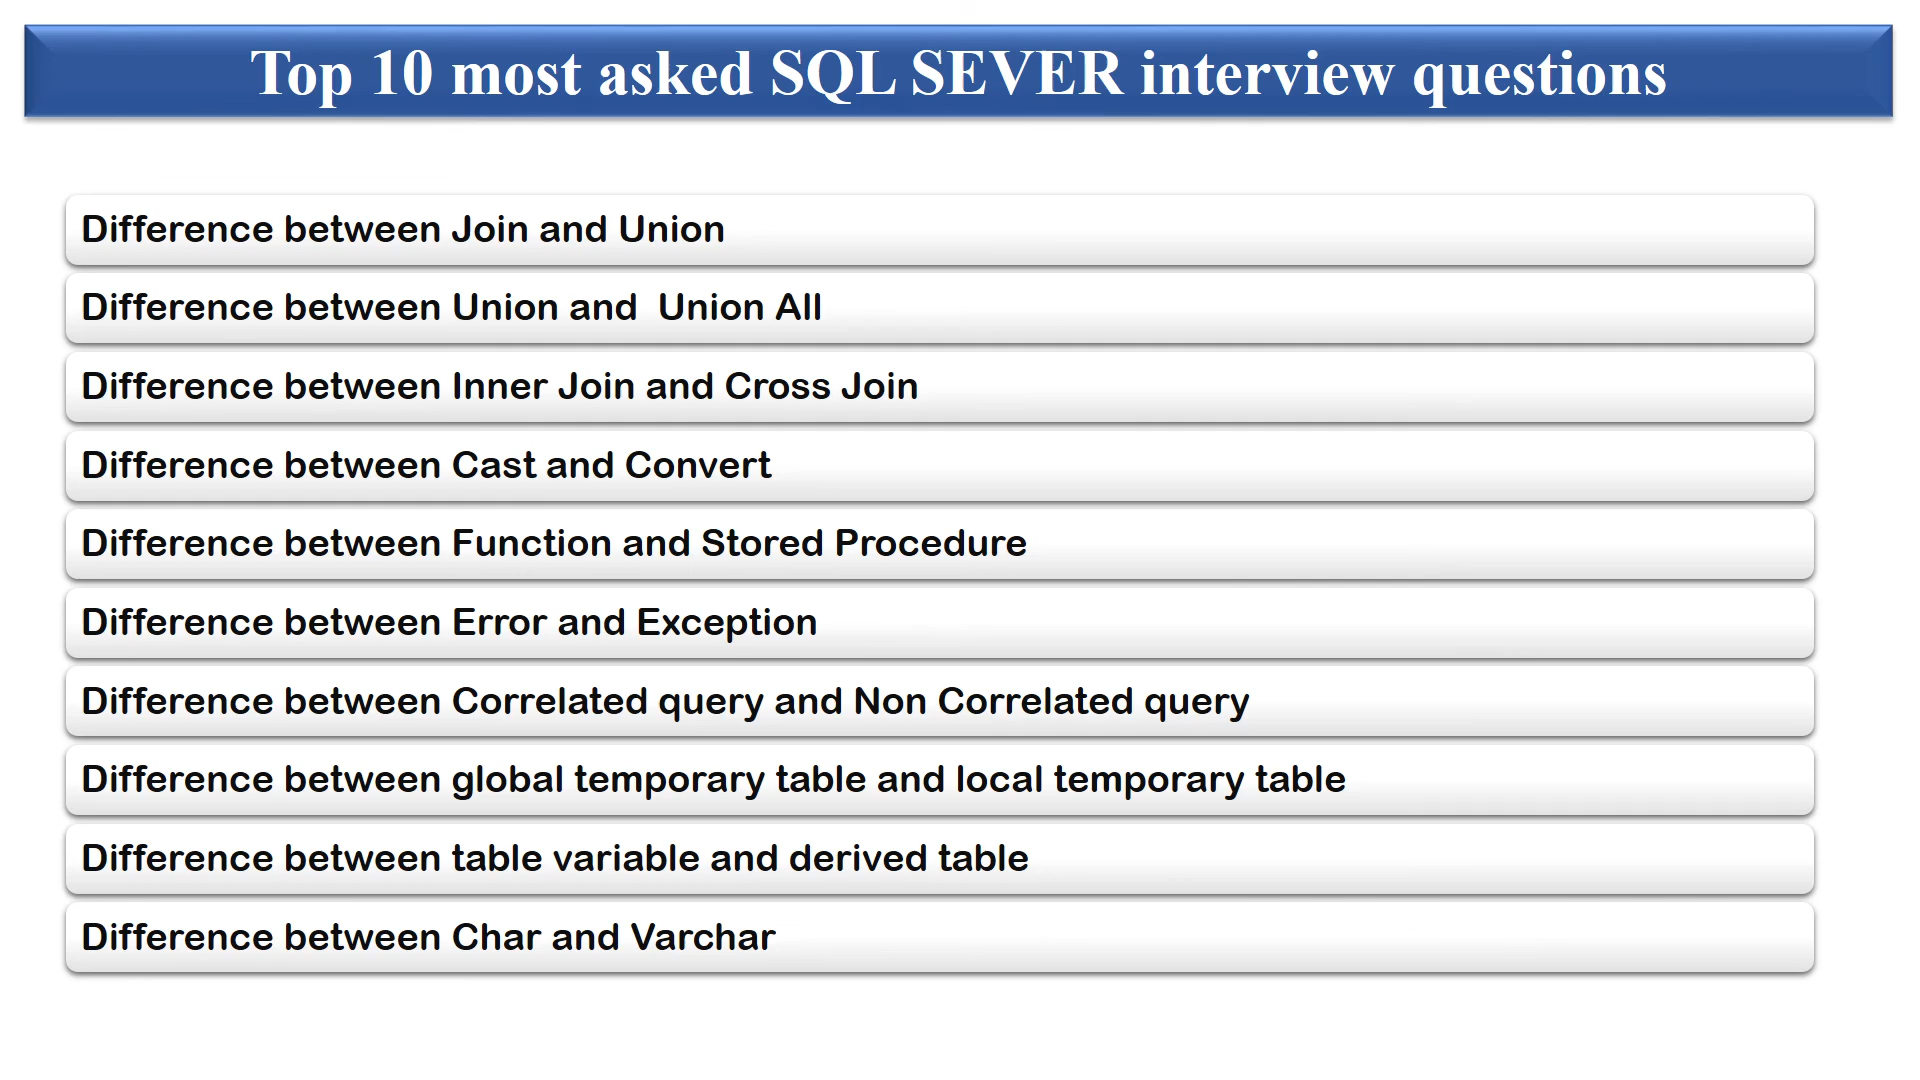 Top 10 most asked SQL SEVER interview questions
Difference between Join and Union
Difference between Union and  Union All
Difference between Inner Join and Cross Join
Difference between Cast and Convert
Difference between Function and Stored Procedure
Difference between Error and Exception
Difference between Correlated query and Non Correlated query
Difference between global temporary table and local temporary table
Difference between table variable and derived table
Difference between Char and Varchar